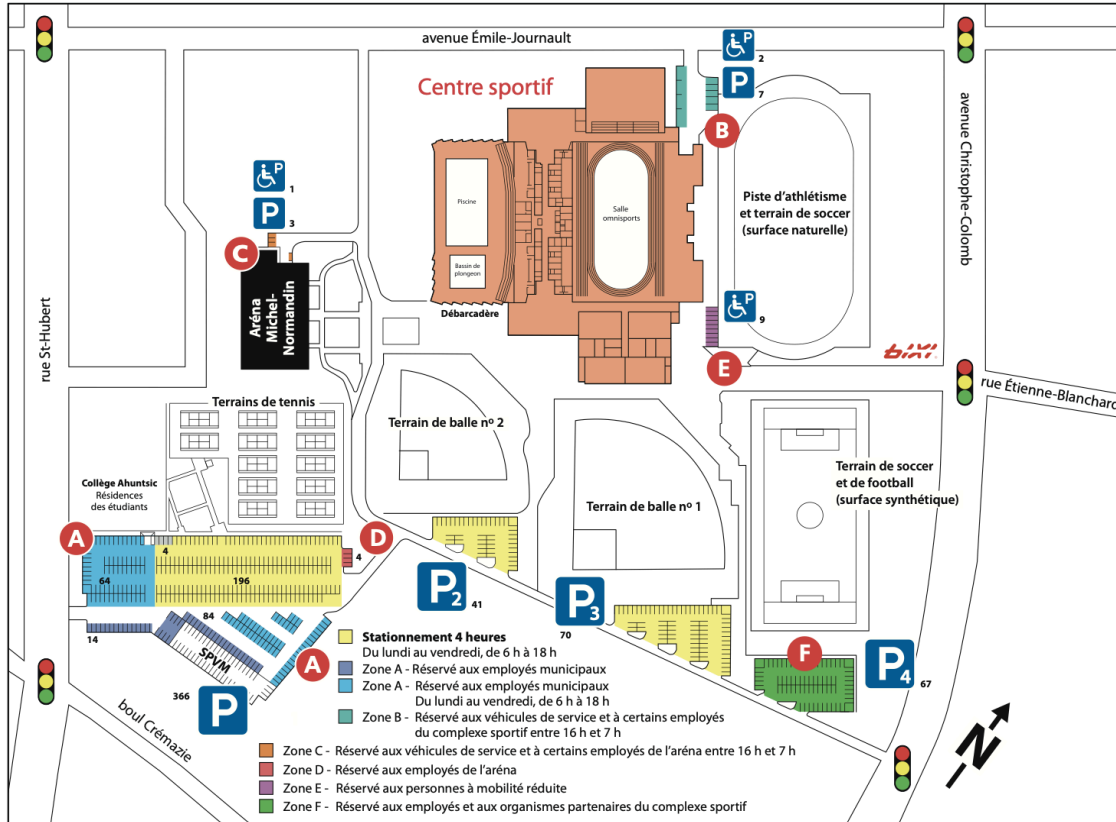 avenue Émile-Journault
Centre sportif
P
2
P
7
B
avenue Christophe-Colomb
Piste d'athlétisme
et terrain de soccer
(surface naturelle)
Piscine
Bassin de
plongeon
Salle
omnisports
Débarcadère
P
1
P
3
C
Aréna
Michel-
Normandin
rue St-Hubert
P
9
E
bixi
rue Étienne-Blanchard
Terrains de tennis
Terrain de balle nº 2
Terrain de balle nº 1
Terrain de soccer
et de football
(surface synthétique)
Collège Ahuntsic
Résidences
des étudiants
A
4
D
4
64
196
P2
41
P3
70
F
P4
67
84
14
SPVM
A
366
P
boul Crémazie
N
Stationnement 4 heures
Du lundi au vendredi, de 6 h à 18 h
Zone A - Réservé aux employés municipaux
Zone A - Réservé aux employés municipaux
Du lundi au vendredi, de 6 h à 18 h
Zone B - Réservé aux véhicules de service et à certains employés
du complexe sportif entre 16 h et 7 h
Zone C - Réservé aux véhicules de service et à certains employés de l'aréna entre 16 h et 7 h
Zone D - Réservé aux employés de l'aréna
Zone E - Réservé aux personnes à mobilité réduite
Zone F - Réservé aux employés et aux organismes partenaires du complexe sportif